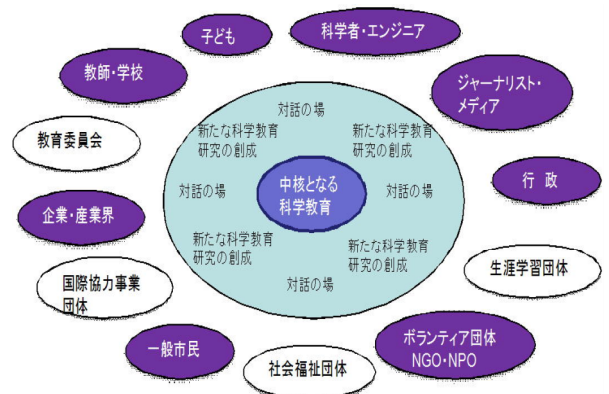 子ども
科学者・エンジニア
教師・学校
ジャーナリスト・
メディア
対話の場
新たな科学教育
研究の創成
新たな科学教育
研究の創成
教育委員会
中核となる
科学教育
対話の場
対話の場
行 政
企業・産業界
新たな科学教育
研究の創成
新たな科学教育
研究の創成
生涯学習団体
国際協力事業
団体
対話の場
一般市民
ボランティア団体
NGO・NPO
社会福祉団体